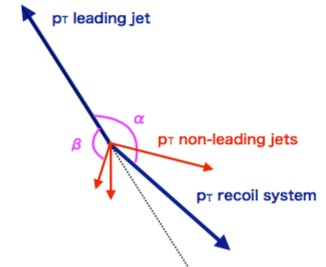 pT leading jet
α
β
pT non-leading jets
pT recoil system